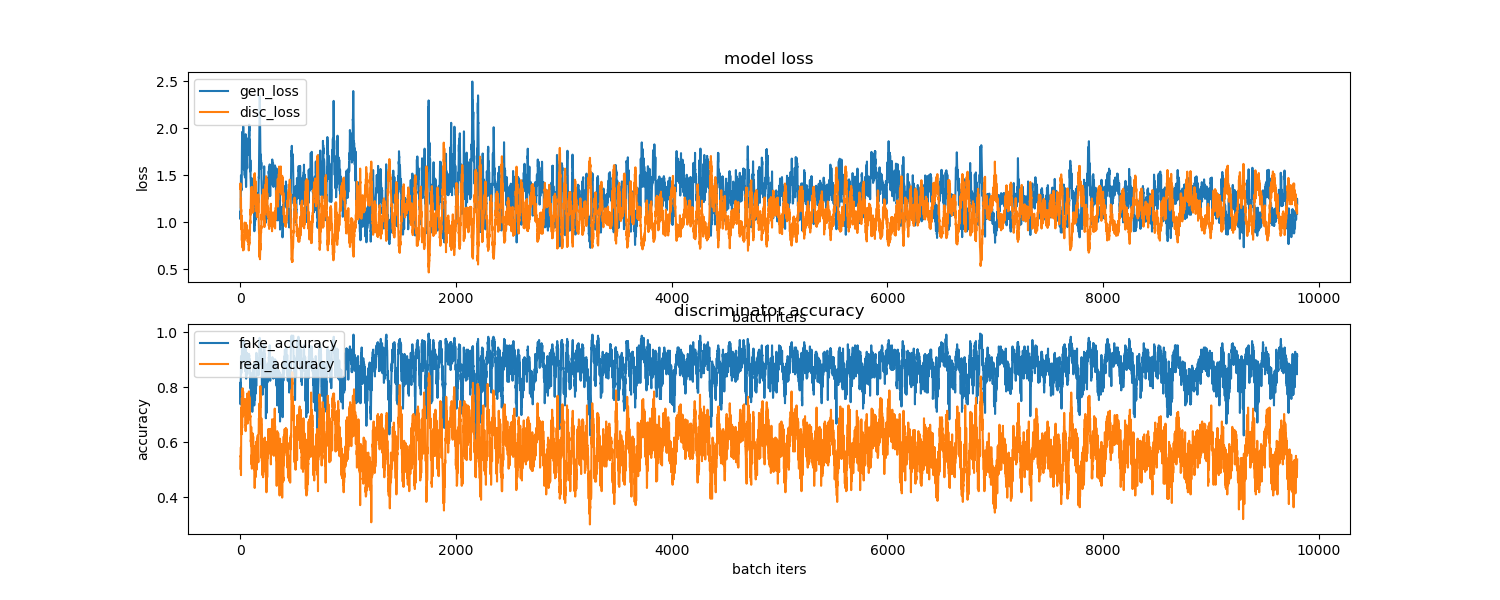 model loss
2.5
2.0
1.5
1.0
0.5
loss
gen_loss
disc_loss
0
2000
4000
6000
8000
10000
batch iters
discriminator accuracy
1.0
0.8
0.6
0.4
accuracy
fake_accuracy
real_accuracy
0
2000
4000
6000
8000
10000
batch iters